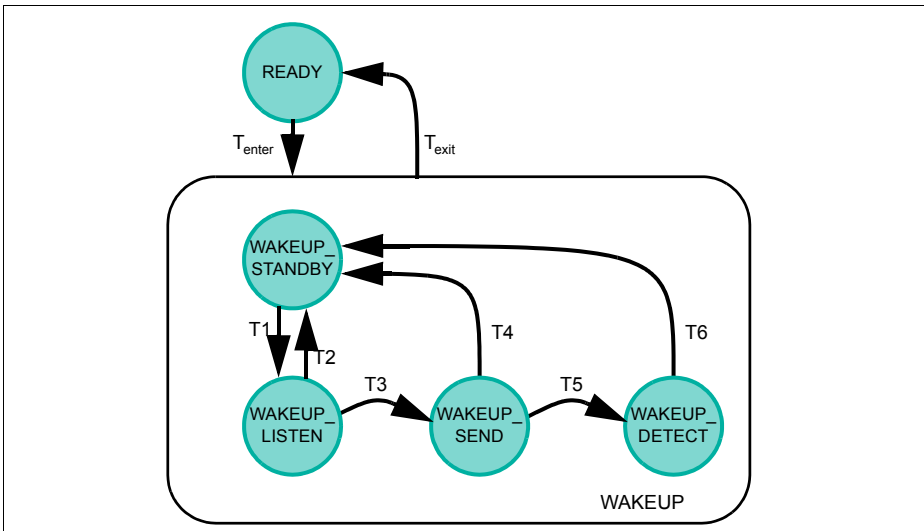 READY
Tenter
Texit
WAKEUP_
STANDBY
T1
T2
T4
T6
T3
T5
WAKEUP_
LISTEN
WAKEUP_
SEND
WAKEUP_
DETECT
WAKEUP